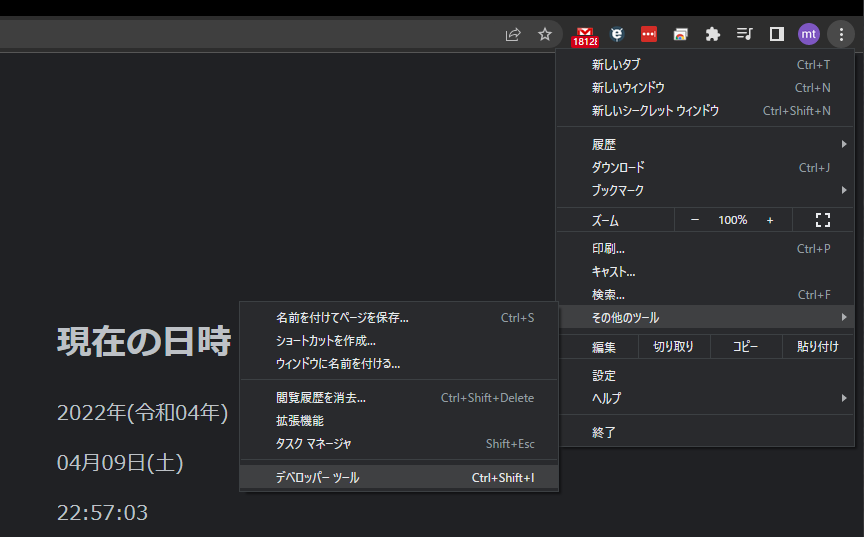 18128
mt
新しいタブ Ctrl+T
新しいウィンドウ Ctrl+N
新しいシークレット ウィンドウ Ctrl+Shift+N
履歴
ダウンロード Ctrl+J
ブックマーク
ズーム − 100% +
印刷... Ctrl+P
キャスト...
検索... Ctrl+F
その他のツール
編集 切り取り コピー 貼り付け
設定
ヘルプ
終了
名前を付けてページを保存... Ctrl+S
ショートカットを作成...
ウィンドウに名前を付ける...
閲覧履歴を消去... Ctrl+Shift+Delete
拡張機能
タスク マネージャ Shift+Esc
デベロッパー ツール Ctrl+Shift+I
現在の日時
2022年(令和04年)
04月09日(土)
22:57:03